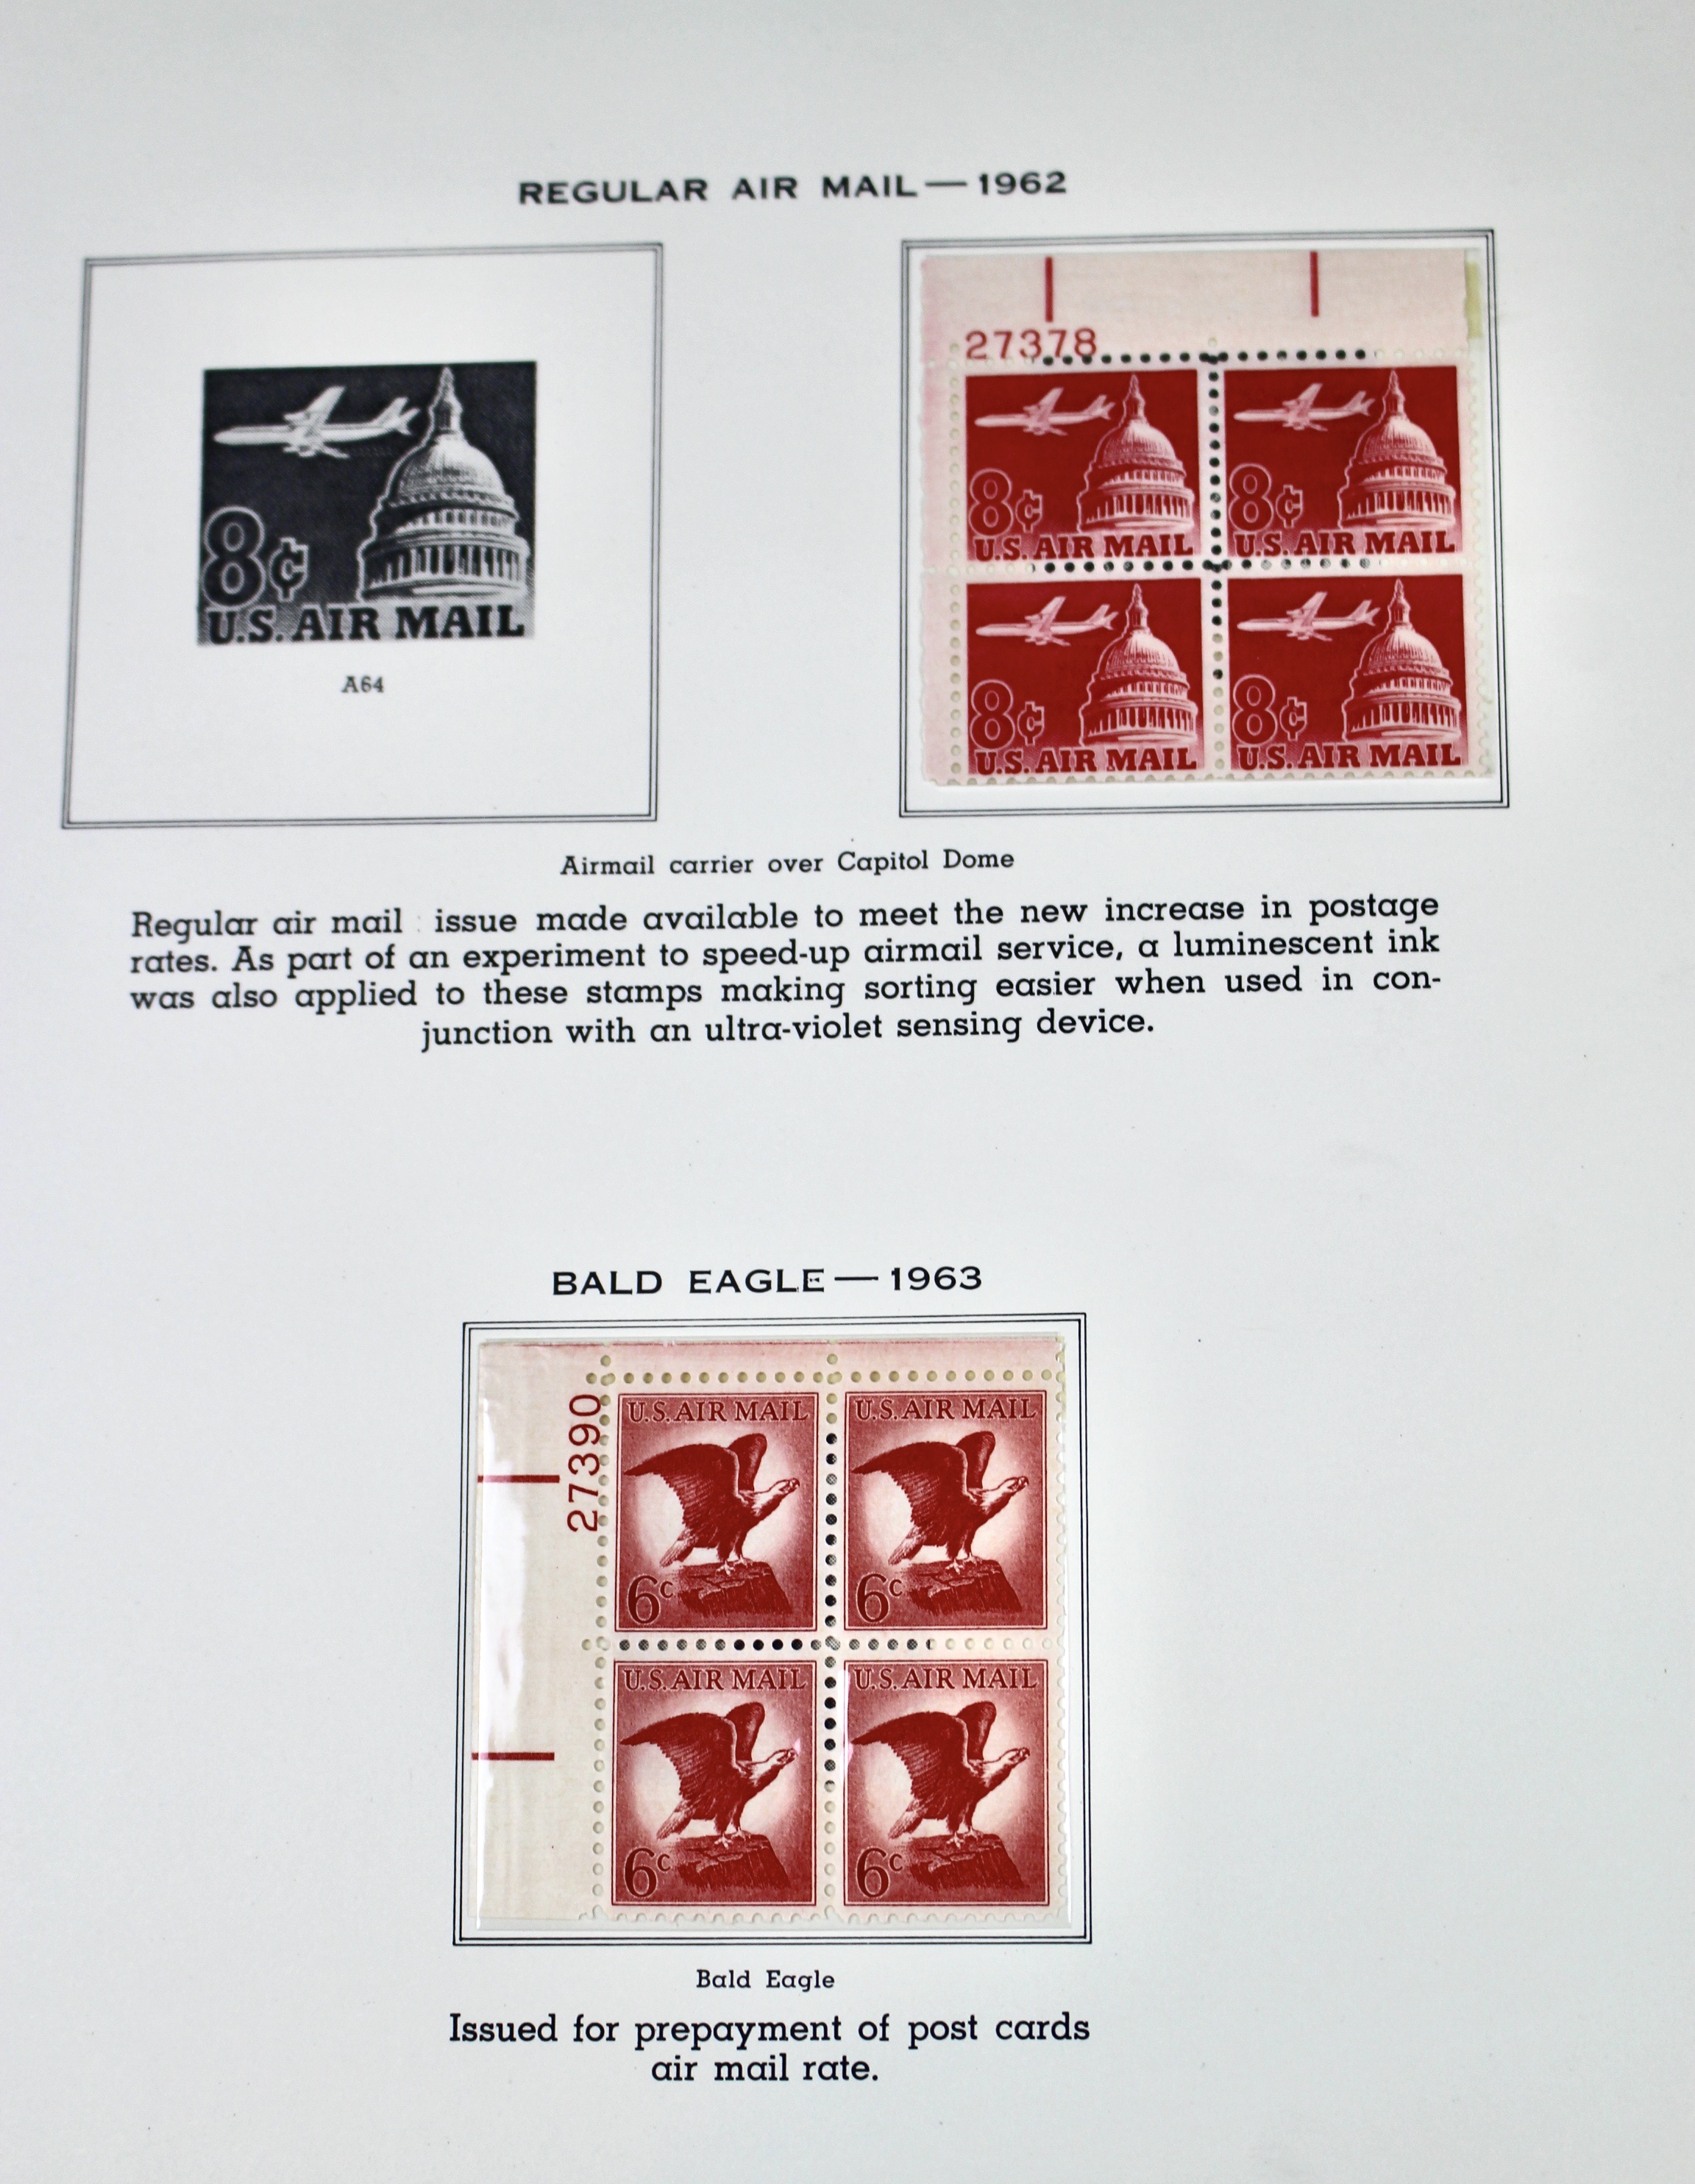 REGULAR AIR MAIL — 1962
8¢
U.S. AIR MAIL
A64
27378
8¢
U.S. AIR MAIL
8¢
U.S. AIR MAIL
8¢
U.S. AIR MAIL
8¢
U.S. AIR MAIL
Airmail carrier over Capitol Dome
Regular air mail issue made available to meet the new increase in postage
rates. As part of an experiment to speed-up airmail service, a luminescent ink
was also applied to these stamps making sorting easier when used in con-
junction with an ultra-violet sensing device.
BALD EAGLE — 1963
27390
U.S. AIR MAIL
6c
U.S. AIR MAIL
6c
U.S. AIR MAIL
6c
U.S. AIR MAIL
6c
Bald Eagle
Issued for prepayment of post cards
air mail rate.